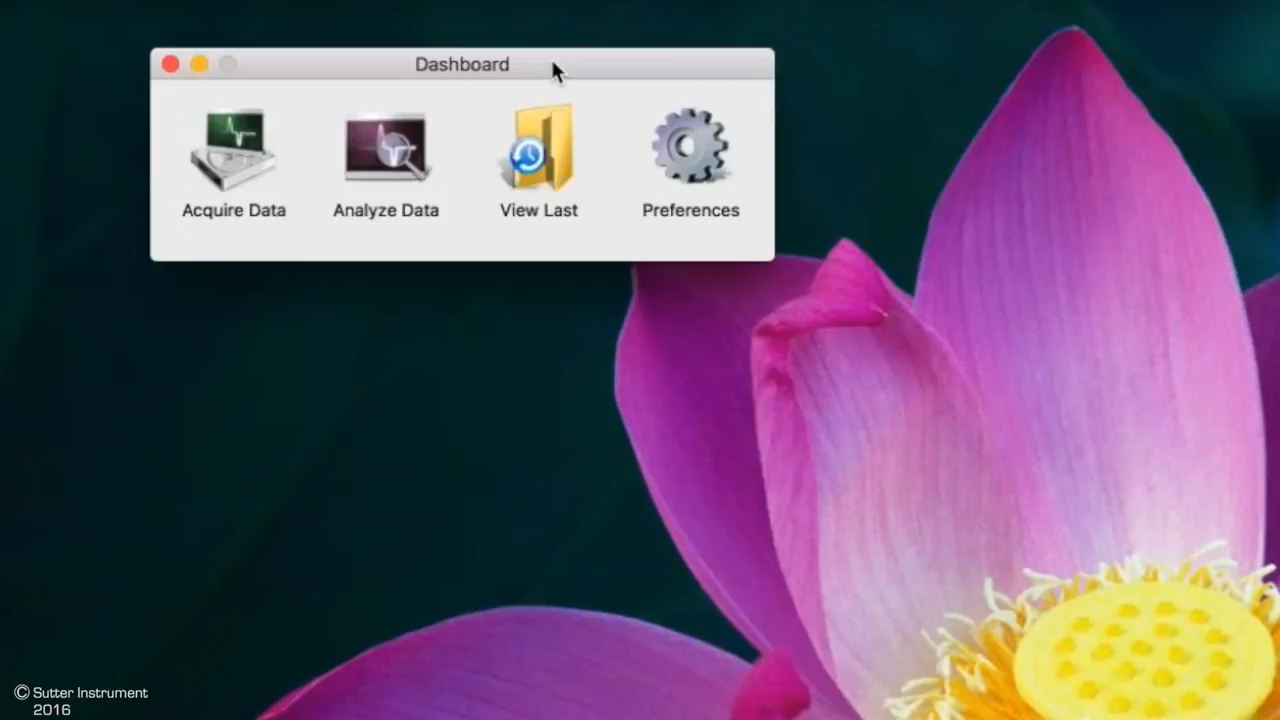 Dashboard
Acquire Data
Analyze Data
View Last
Preferences
© Sutter Instrument
2016